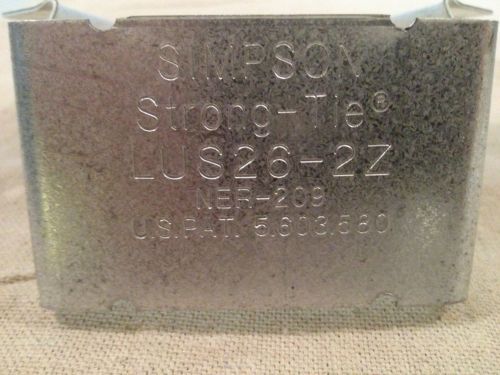 SIMPSON
Strong-Tie®
LUS26-2Z
NER-209
U.S.PAT. 5,603,580